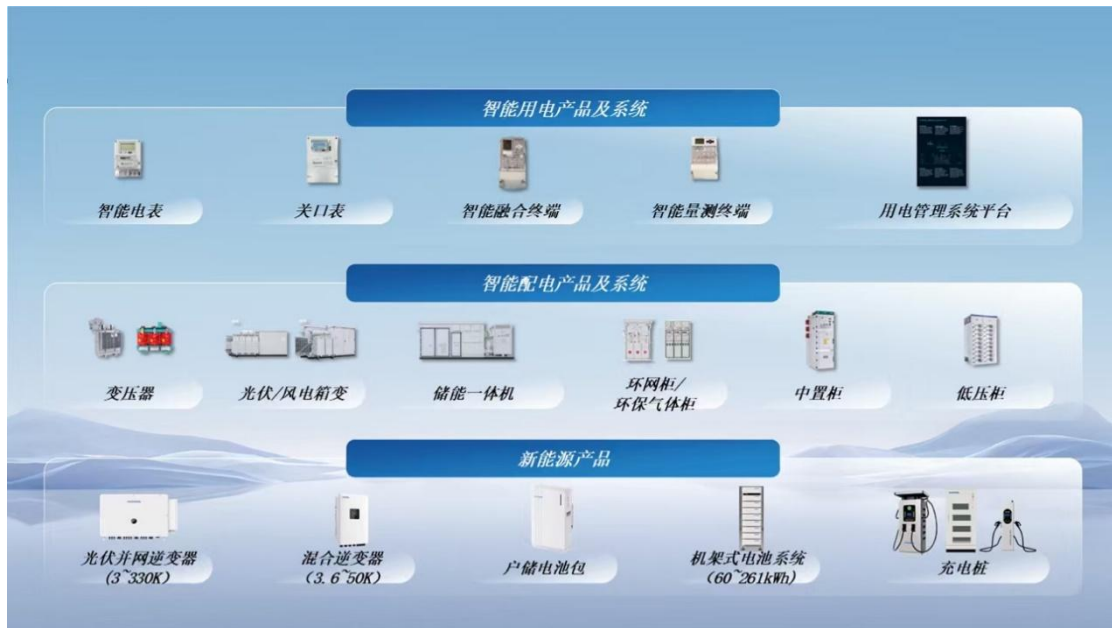 智能用电产品及系统
智能电表
关口表
智能融合终端
智能量测终端
用电管理系统平台
智能配电产品及系统
变压器
光伏/风电箱变
储能一体机
环网柜/
环保气体柜
中置柜
低压柜
新能源产品
光伏并网逆变器
(3~330K)
混合逆变器
(3.6~50K)
户储电池包
机架式电池系统
(60~261kWh)
充电桩